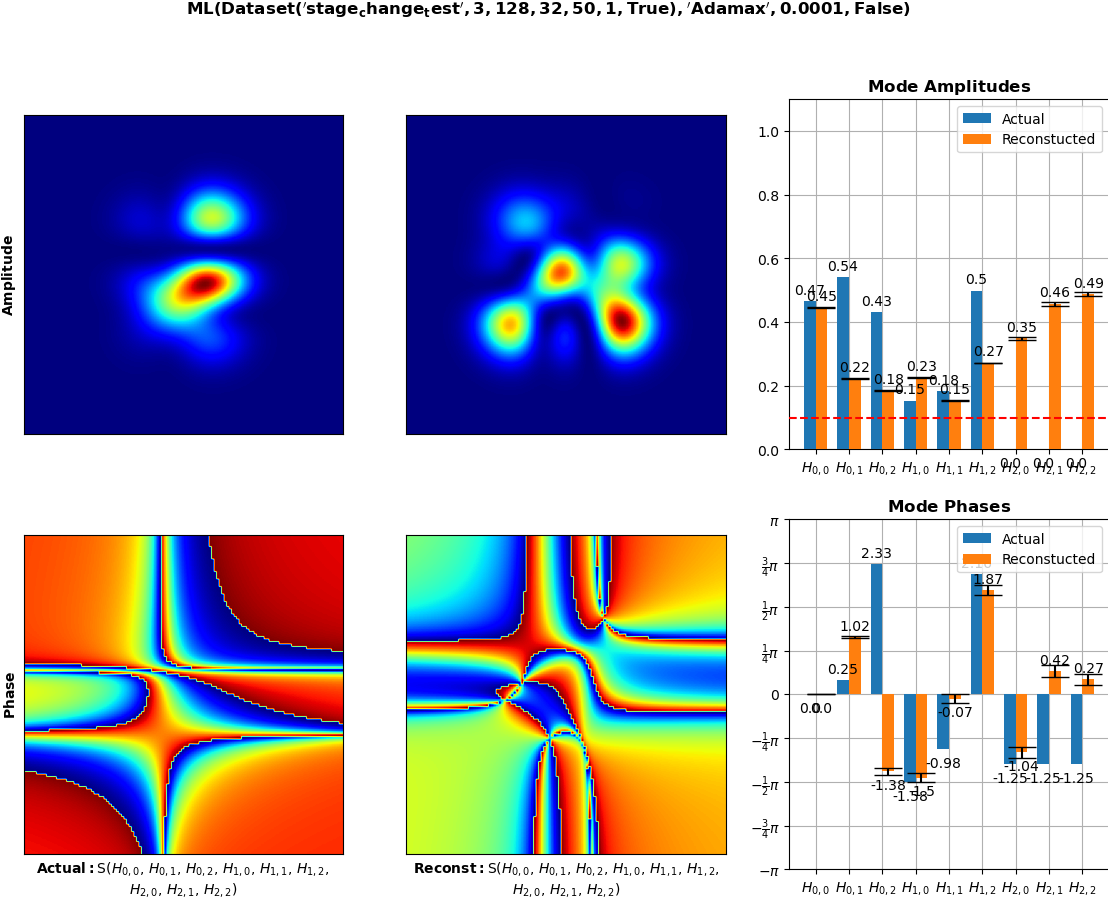 ML(Dataset('stage_change_test', 3, 128, 32, 50, 1, True), 'Adamax', 0.0001, False)
Amplitude
Mode Amplitudes
Actual
Reconstucted
1.0
0.8
0.6
0.4
0.2
0.0
0.47 0.45 0.54 0.22 0.43 0.18 0.15 0.23 0.18 0.15 0.5 0.27 0.35 0.46 0.49
0.0 0.0 0.0
H0,0 H0,1 H0,2 H1,0 H1,1 H1,2 H2,0 H2,1 H2,2
Phase
Mode Phases
Actual
Reconstucted
π
3/4π
1/2π
1/4π
0
−1/4π
−1/2π
−3/4π
−π
0.0 0.0 0.25 1.02 2.33 -1.38 -1.58 -1.5 -0.98 -0.07 1.87 -1.25 -1.04 -1.25 0.42 -1.25 0.27
H0,0 H0,1 H0,2 H1,0 H1,1 H1,2 H2,0 H2,1 H2,2
Actual: S(H0,0, H0,1, H0,2, H1,0, H1,1, H1,2,
H2,0, H2,1, H2,2)
Reconst: S(H0,0, H0,1, H0,2, H1,0, H1,1, H1,2,
H2,0, H2,1, H2,2)